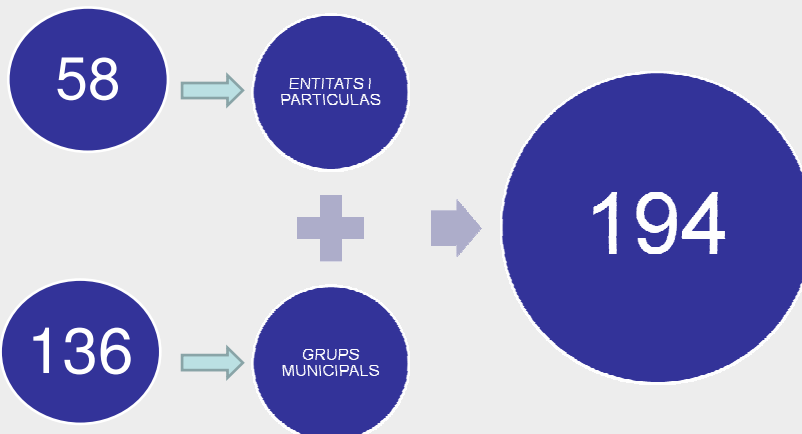 58
ENTITATS I
PARTICULAS
194
136
GRUPS
MUNICIPALS